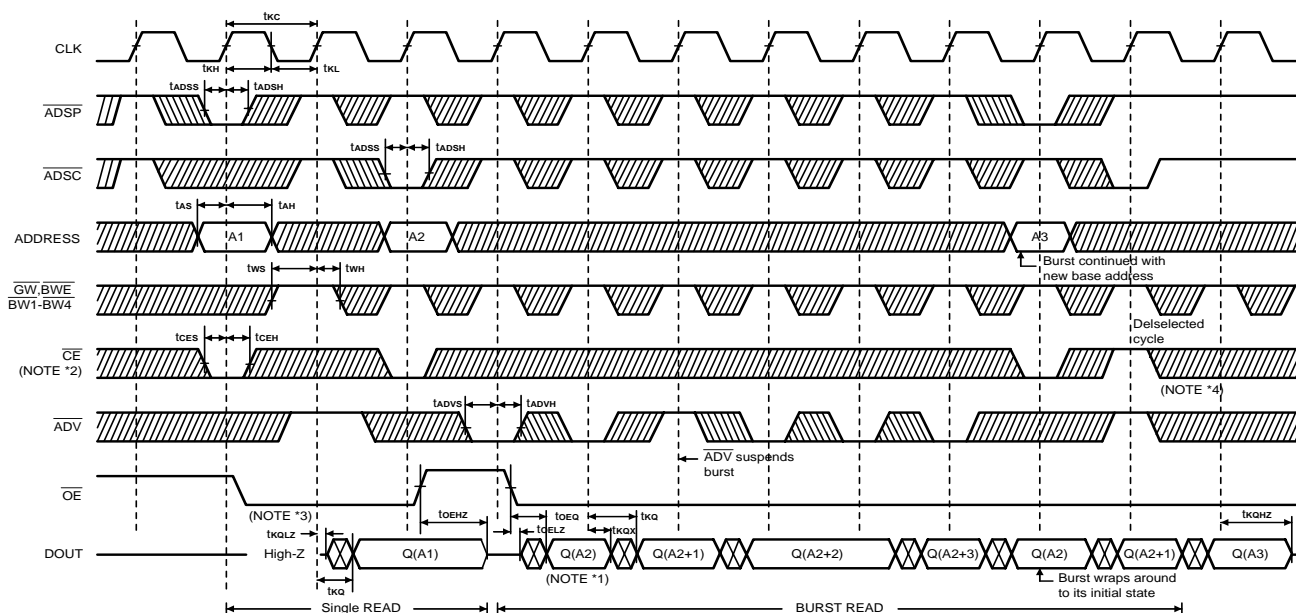 tKC
CLK
tKH
tKL
tADSS
tADSH
ADSP
tADSS
tADSH
ADSC
tAS
tAH
ADDRESS
A1
A2
A3
Burst continued with
new base address
tWS
tWH
GW,BWE
BW1-BW4
Delselected
cycle
tCES
tCEH
CE
(NOTE *2)
(NOTE *4)
tADVS
tADVH
ADV
ADV suspends
burst
OE
(NOTE *3)
tOEHZ
tOEQ
tKQ
tKQLZ
tOELZ
tKQX
tKQHZ
DOUT
High-Z
Q(A1)
Q(A2)
Q(A2+1)
Q(A2+2)
Q(A2+3)
Q(A2)
Q(A2+1)
Q(A3)
(NOTE *1)
tKQ
Burst wraps around
to its initial state
Single READ
BURST READ